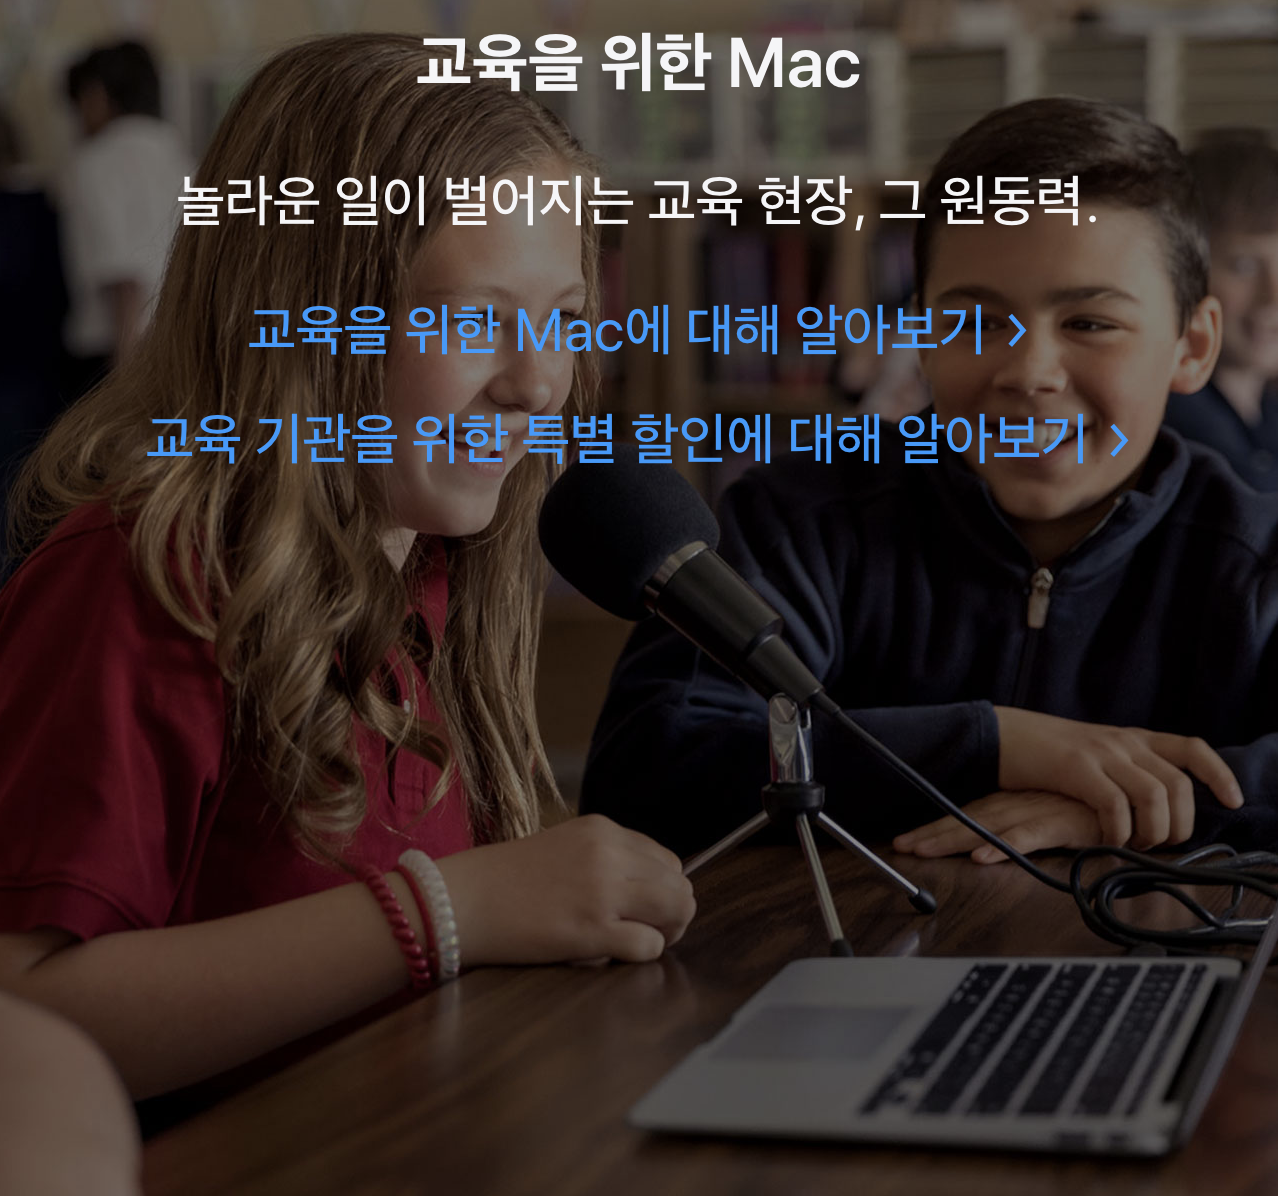 교육을 위한 Mac
놀라운 일이 벌어지는 교육 현장, 그 원동력.
교육을 위한 Mac에 대해 알아보기 >
교육 기관을 위한 특별 할인에 대해 알아보기 >